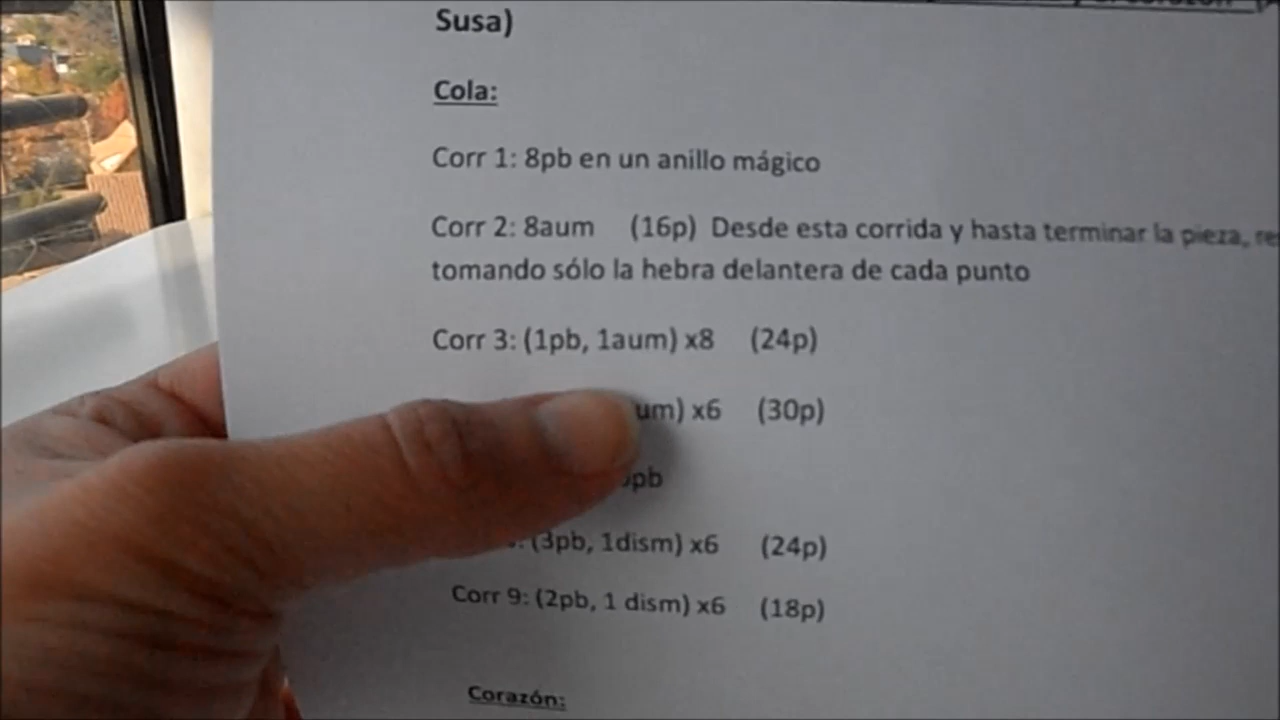 Susa)
Cola:
Corr 1: 8pb en un anillo mágico
Corr 2: 8aum (16p) Desde esta corrida y hasta terminar la pieza,
tomando sólo la hebra delantera de cada punto
Corr 3: (1pb, 1aum) x8 (24p)
um) x6 (30p)
pb
(3pb, 1dism) x6 (24p)
Corr 9: (2pb, 1 dism) x6 (18p)
Corazón: